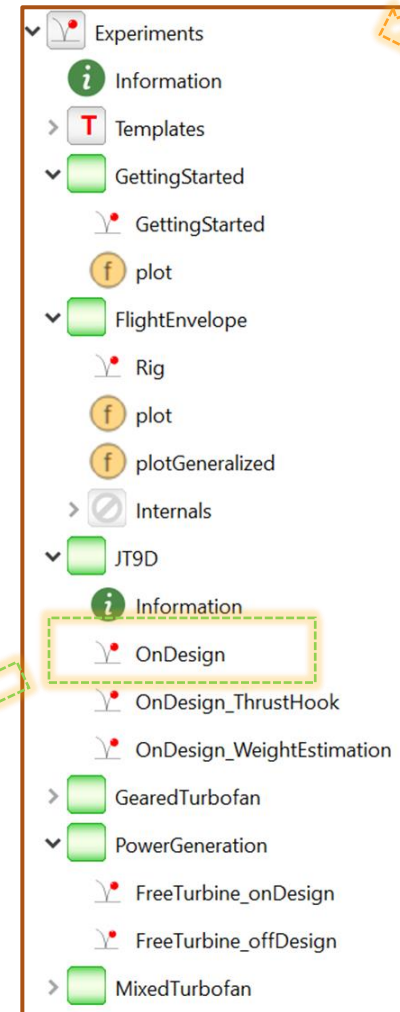 Experiments
i Information
T Templates
GettingStarted
GettingStarted
f plot
FlightEnvelope
Rig
f plot
f plotGeneralized
Internals
JT9D
i Information
OnDesign
OnDesign_ThrustHook
OnDesign_WeightEstimation
GearedTurbofan
PowerGeneration
FreeTurbine_onDesign
FreeTurbine_offDesign
MixedTurbofan